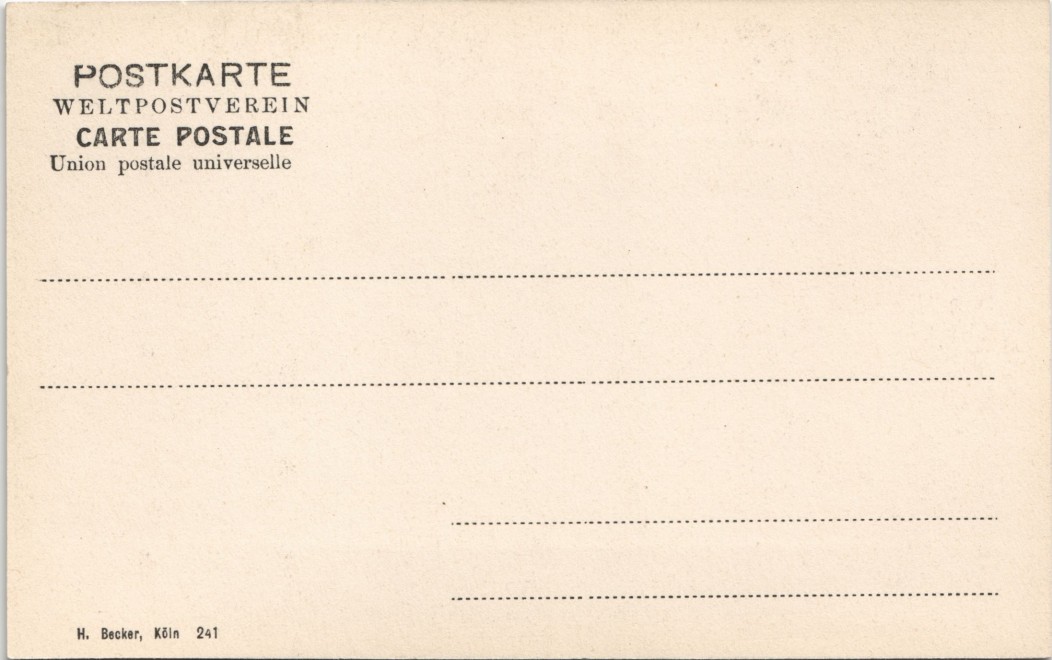 POSTKARTE
WELTPOSTVEREIN
CARTE POSTALE
Union postale universelle
H. Becker, Köln 241